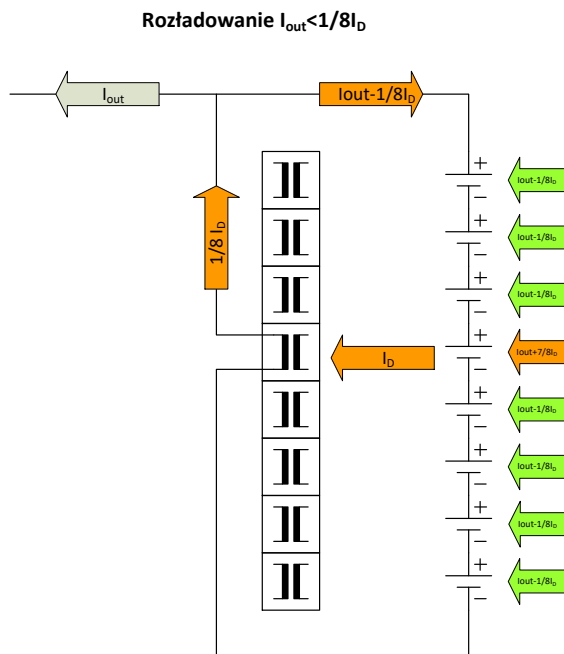 Rozładowanie Iout<1/8ID
Iout
Iout-1/8ID
1/8 ID
ID
+
Iout-1/8ID
−
+
Iout-1/8ID
−
+
Iout-1/8ID
−
+
Iout+7/8ID
−
+
Iout-1/8ID
−
+
Iout-1/8ID
−
+
Iout-1/8ID
−
+
Iout-1/8ID
−